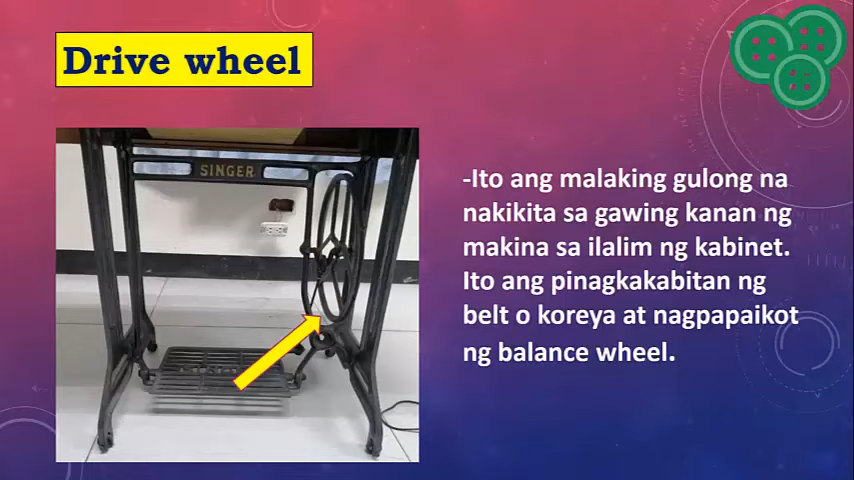 Drive wheel
SINGER
-Ito ang malaking gulong na
nakikita sa gawing kanan ng
makina sa ilalim ng kabinet.
Ito ang pinagkakabitan ng
belt o koreya at nagpapaikot
ng balance wheel.